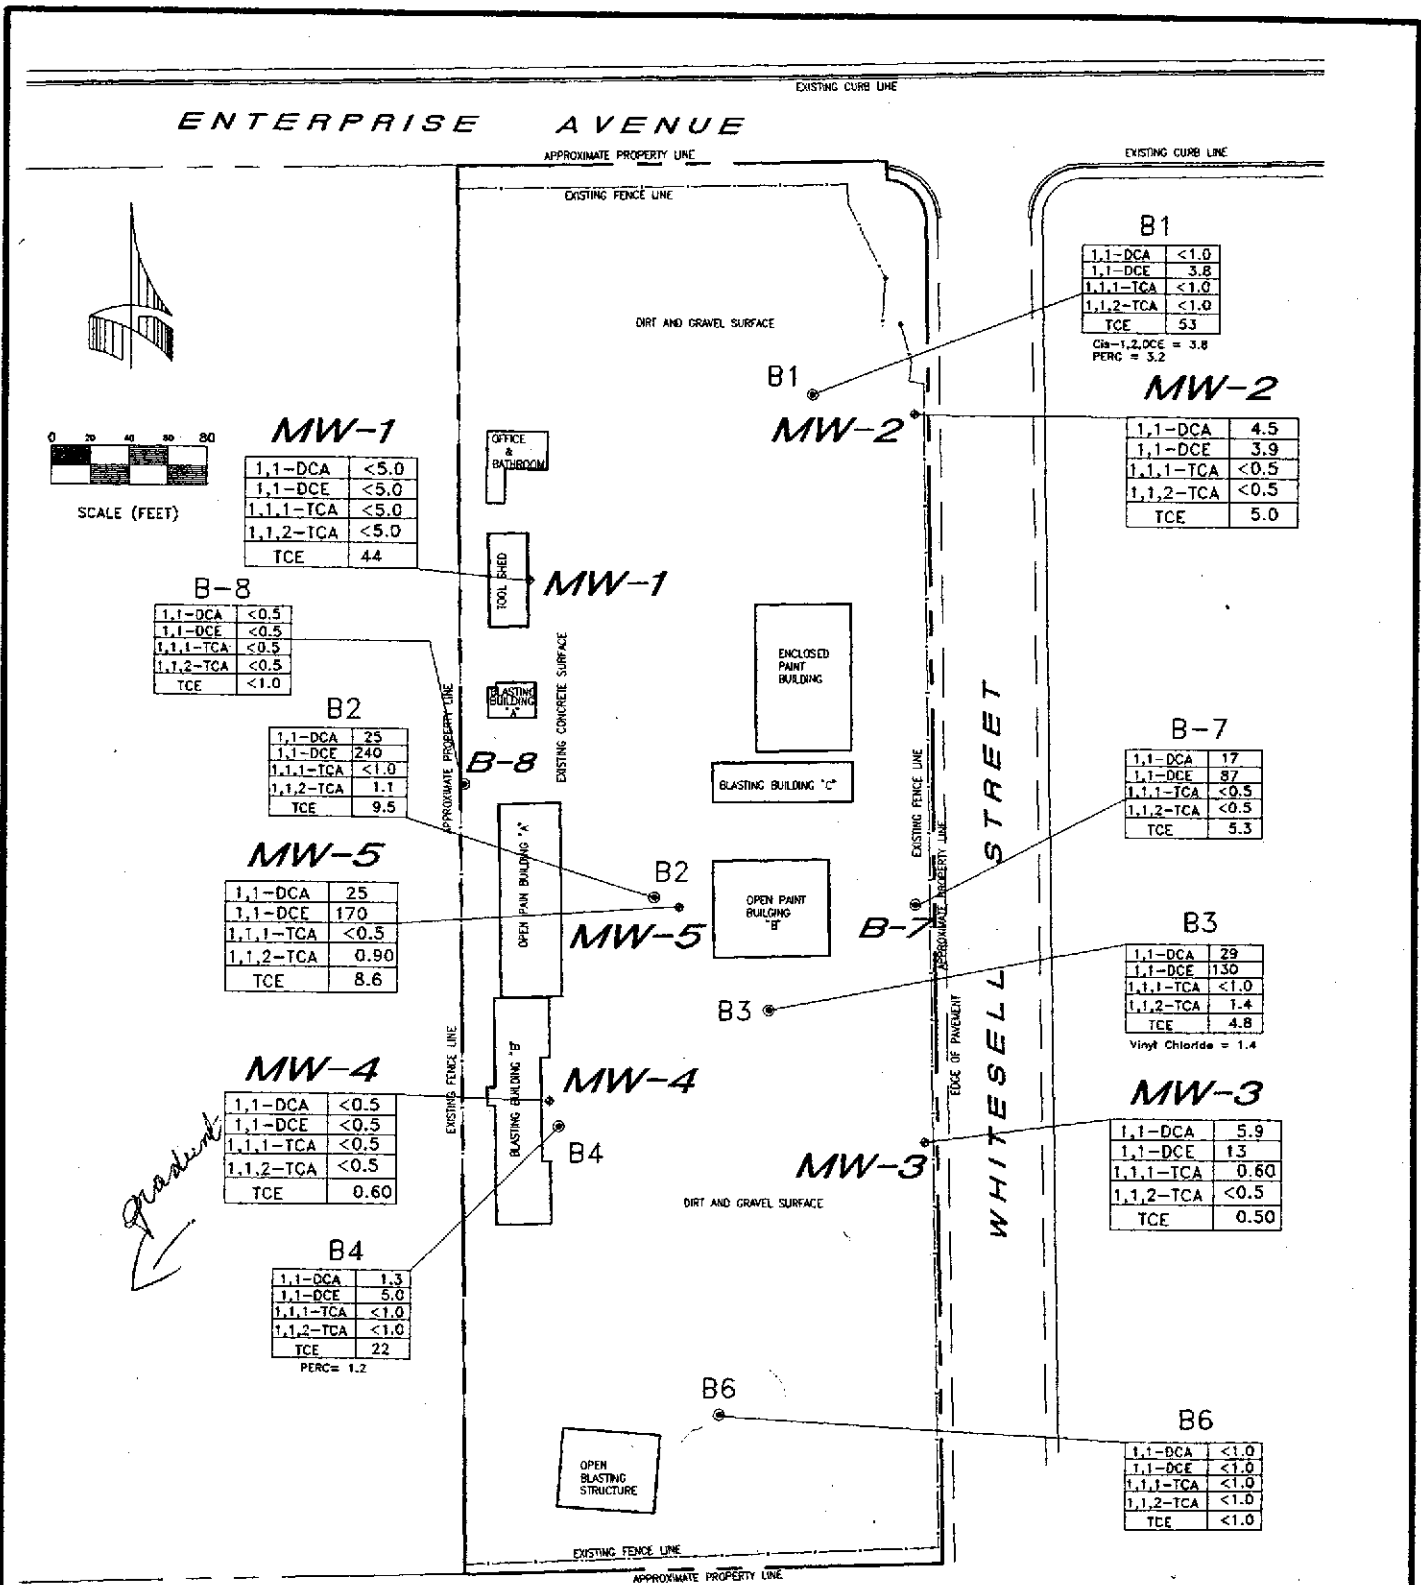 EXISTING CURB LINE
ENTERPRISE AVENUE
APPROXIMATE PROPERTY LINE
EXISTING CURB LINE
EXISTING FENCE LINE
DIRT AND GRAVEL SURFACE
B1
1,1-DCA <1.0
1,1-DCE 3.8
1,1,1-TCA <1.0
1,1,2-TCA <1.0
TCE 53
Cis-1,2,DCE = 3.8
PERC = 3.2
B1
MW-2
MW-2
1,1-DCA 4.5
1,1-DCE 3.9
1,1,1-TCA <0.5
1,1,2-TCA <0.5
TCE 5.0
0 20 40 60 80
SCALE (FEET)
MW-1
1,1-DCA <5.0
1,1-DCE <5.0
1,1,1-TCA <5.0
1,1,2-TCA <5.0
TCE 44
OFFICE
&
BATHROOM
TOOL SHED
MW-1
B-8
1,1-DCA <0.5
1,1-DCE <0.5
1,1,1-TCA <0.5
1,1,2-TCA <0.5
TCE <1.0
ENCLOSED
PAINT
BUILDING
EXISTING CONCRETE SURFACE
BLASTING
BUILDING
"A"
APPROXIMATE PROPERTY LINE
B-8
B2
1,1-DCA 25
1,1-DCE 240
1,1,1-TCA <1.0
1,1,2-TCA 1.1
TCE 9.5
BLASTING BUILDING "C"
EXISTING FENCE LINE
WHITESELL STREET
B-7
1,1-DCA 17
1,1-DCE 87
1,1,1-TCA <0.5
1,1,2-TCA <0.5
TCE 5.3
MW-5
1,1-DCA 25
1,1-DCE 170
1,1,1-TCA <0.5
1,1,2-TCA 0.90
TCE 8.6
OPEN PAIN BUILDING "A"
B2
MW-5
OPEN PAINT
BUILGING
"B"
B-7
APPROXIMATE PROPERTY LINE
B3
1,1-DCA 29
1,1-DCE 130
1,1,1-TCA <1.0
1,1,2-TCA 1.4
TCE 4.8
Vinyl Chloride = 1.4
B3
EDGE OF PAVEMENT
EXISTING FENCE LINE
BLASTING BUILDING "B"
MW-4
1,1-DCA <0.5
1,1-DCE <0.5
1,1,1-TCA <0.5
1,1,2-TCA <0.5
TCE 0.60
MW-4
B4
MW-3
MW-3
1,1-DCA 5.9
1,1-DCE 13
1,1,1-TCA 0.60
1,1,2-TCA <0.5
TCE 0.50
gradient
DIRT AND GRAVEL SURFACE
B4
1,1-DCA 1.3
1,1-DCE 5.0
1,1,1-TCA <1.0
1,1,2-TCA <1.0
TCE 22
PERC= 1.2
B6
B6
1,1-DCA <1.0
1,1-DCE <1.0
1,1,1-TCA <1.0
1,1,2-TCA <1.0
TCE <1.0
OPEN
BLASTING
STRUCTURE
EXISTING FENCE LINE
APPROXIMATE PROPERTY LINE